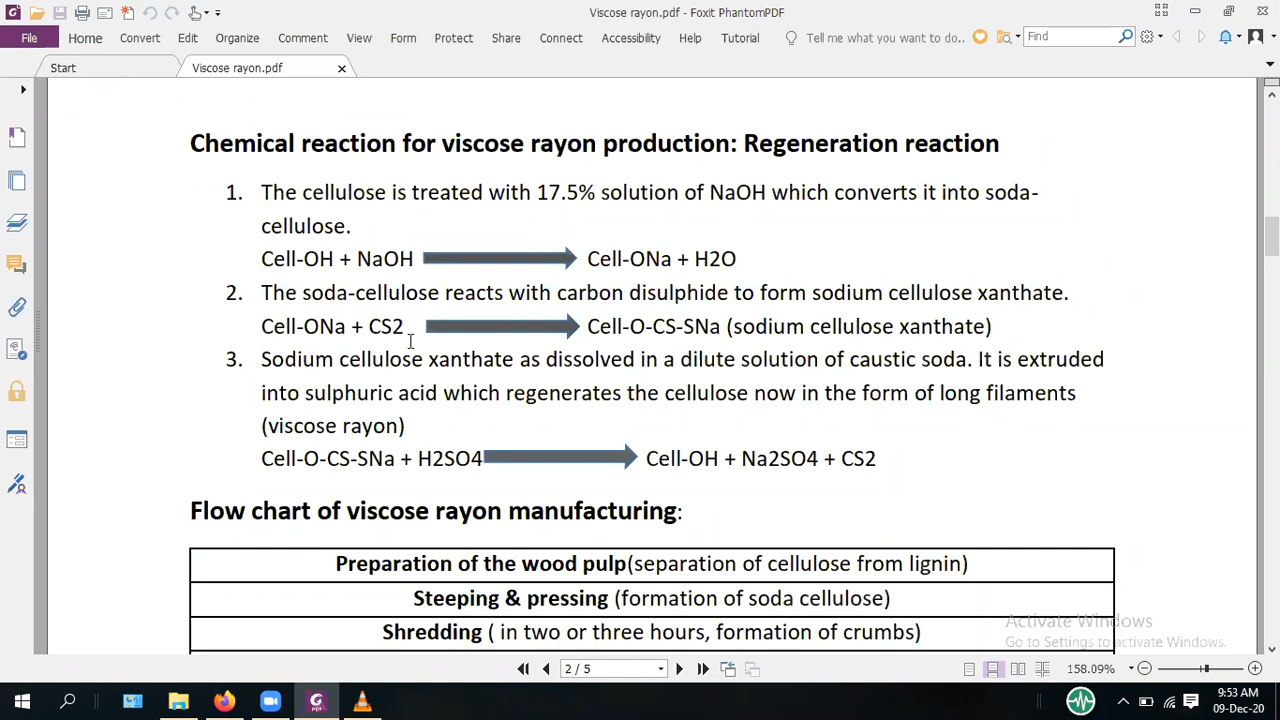 Viscose rayon.pdf - Foxit PhantomPDF
File Home Convert Edit Organize Comment View Form Protect Share Connect Accessibility Help Tutorial Tell me what you want to do.. Find
Start Viscose rayon.pdf
Chemical reaction for viscose rayon production: Regeneration reaction
1. The cellulose is treated with 17.5% solution of NaOH which converts it into soda-
cellulose.
Cell-OH + NaOH Cell-ONa + H2O
2. The soda-cellulose reacts with carbon disulphide to form sodium cellulose xanthate.
Cell-ONa + CS2 Cell-O-CS-SNa (sodium cellulose xanthate)
3. Sodium cellulose xanthate as dissolved in a dilute solution of caustic soda. It is extruded
into sulphuric acid which regenerates the cellulose now in the form of long filaments
(viscose rayon)
Cell-O-CS-SNa + H2SO4 Cell-OH + Na2SO4 + CS2
Flow chart of viscose rayon manufacturing:
Preparation of the wood pulp(separation of cellulose from lignin)
Steeping & pressing (formation of soda cellulose)
Shredding ( in two or three hours, formation of crumbs)
Activate Windows
Go to Settings to activate Windows.
2 / 5 158.09%
9:53 AM
09-Dec-20